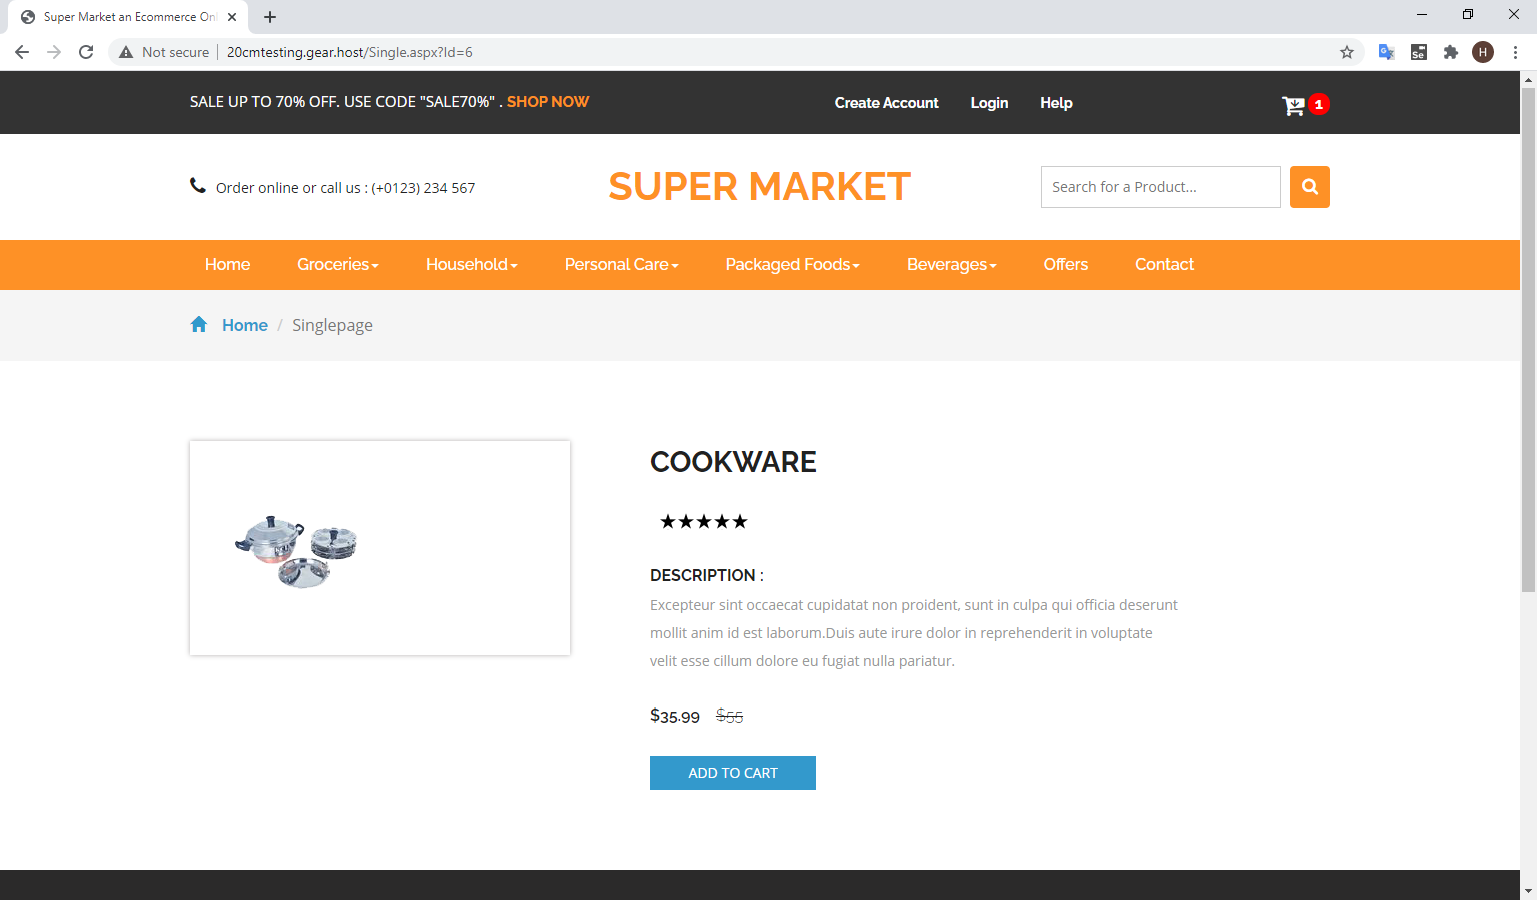 Super Market an Ecommerce Onl
Not secure
20cmtesting.gear.host/Single.aspx?Id=6
H
SALE UP TO 70% OFF. USE CODE "SALE70%" . SHOP NOW
Create Account
Login
Help
1
Order online or call us : (+0123) 234 567
SUPER MARKET
Search for a Product...
Home
Groceries
Household
Personal Care
Packaged Foods
Beverages
Offers
Contact
Home / Singlepage
COOKWARE
★★★★★
DESCRIPTION :
Excepteur sint occaecat cupidatat non proident, sunt in culpa qui officia deserunt
mollit anim id est laborum.Duis aute irure dolor in reprehenderit in voluptate
velit esse cillum dolore eu fugiat nulla pariatur.
$35.99 $55
ADD TO CART